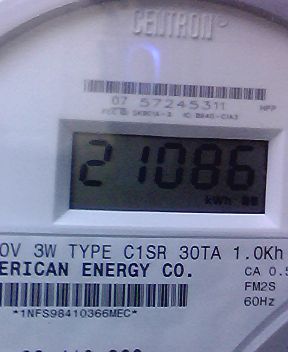 CENTRON
07 57245311 HPP
21086
kWh
0V 3W TYPE C1SR 30TA 1.0Kh
ERICAN ENERGY CO. CA 0.5
FM2S
*1NFS98410366MEC* 60Hz